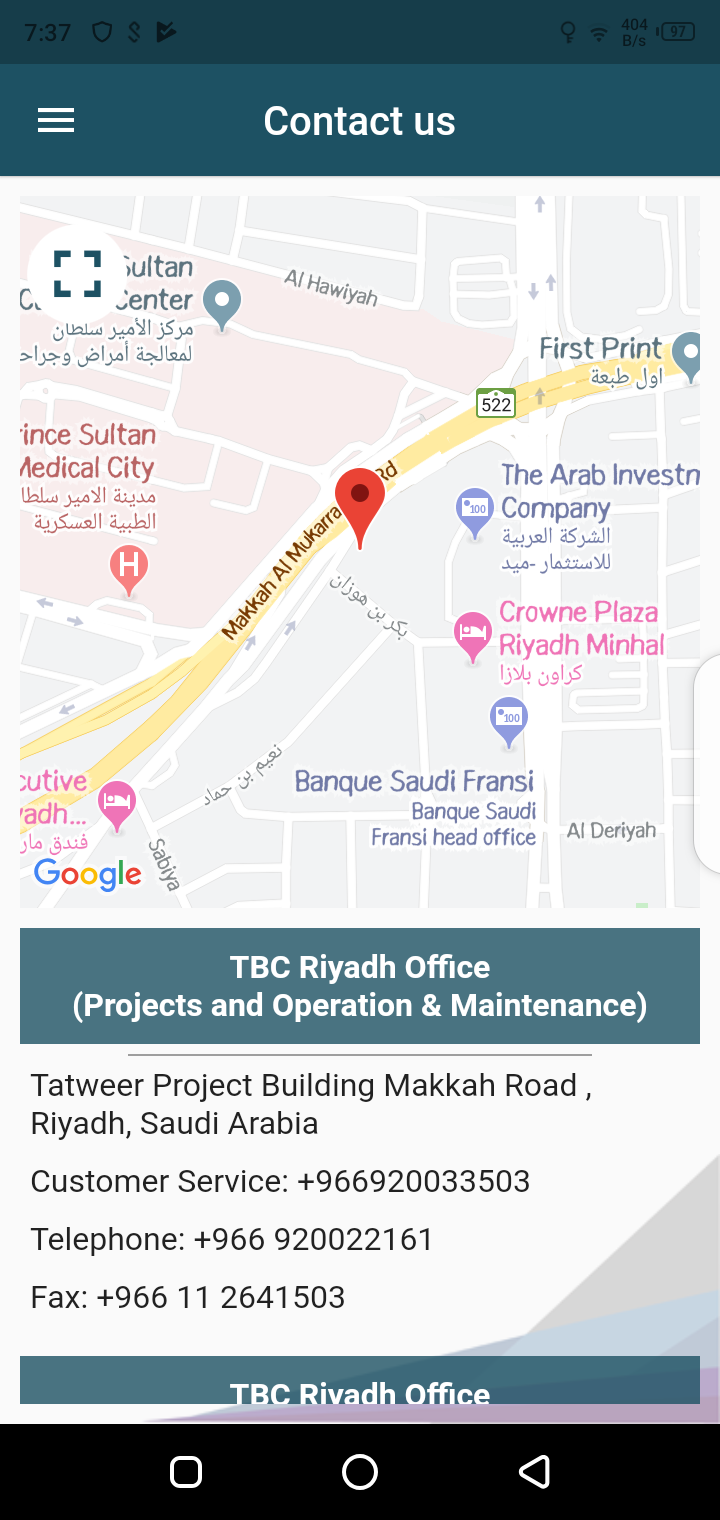 7:37
404
B/s
97
Contact us
Sultan
Center
مركز الأمير سلطان
لمعالجة أمراض وجراح
Al Hawiyah
First Print
اول طبعة
522
rince Sultan
Medical City
مدينة الامير سلطا
الطبية العسكرية
H
Makkah Al Mukarra
Rd
The Arab Investm
Company
الشركة العربية
للاستثمار -ميد
100
بكر بن هوزان
Crowne Plaza
Riyadh Minhal
كراون بلازا
100
Banque Saudi Fransi
Banque Saudi
Fransi head office
نعيم بن حماد
cutive
yadh...
فندق مار
Al Deriyah
Sabiya
Google
TBC Riyadh Office
(Projects and Operation & Maintenance)
Tatweer Project Building Makkah Road ,
Riyadh, Saudi Arabia
Customer Service: +966920033503
Telephone: +966 920022161
Fax: +966 11 2641503
TBC Riyadh Office